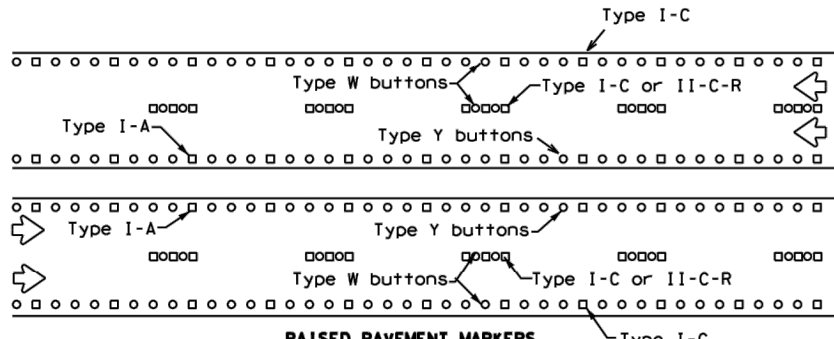 Type I-C
Type W buttons
Type I-C or II-C-R
Type I-A
Type Y buttons
Type I-A
Type Y buttons
Type W buttons
Type I-C or II-C-R
RAISED PAVEMENT MARKERS
Type I-C